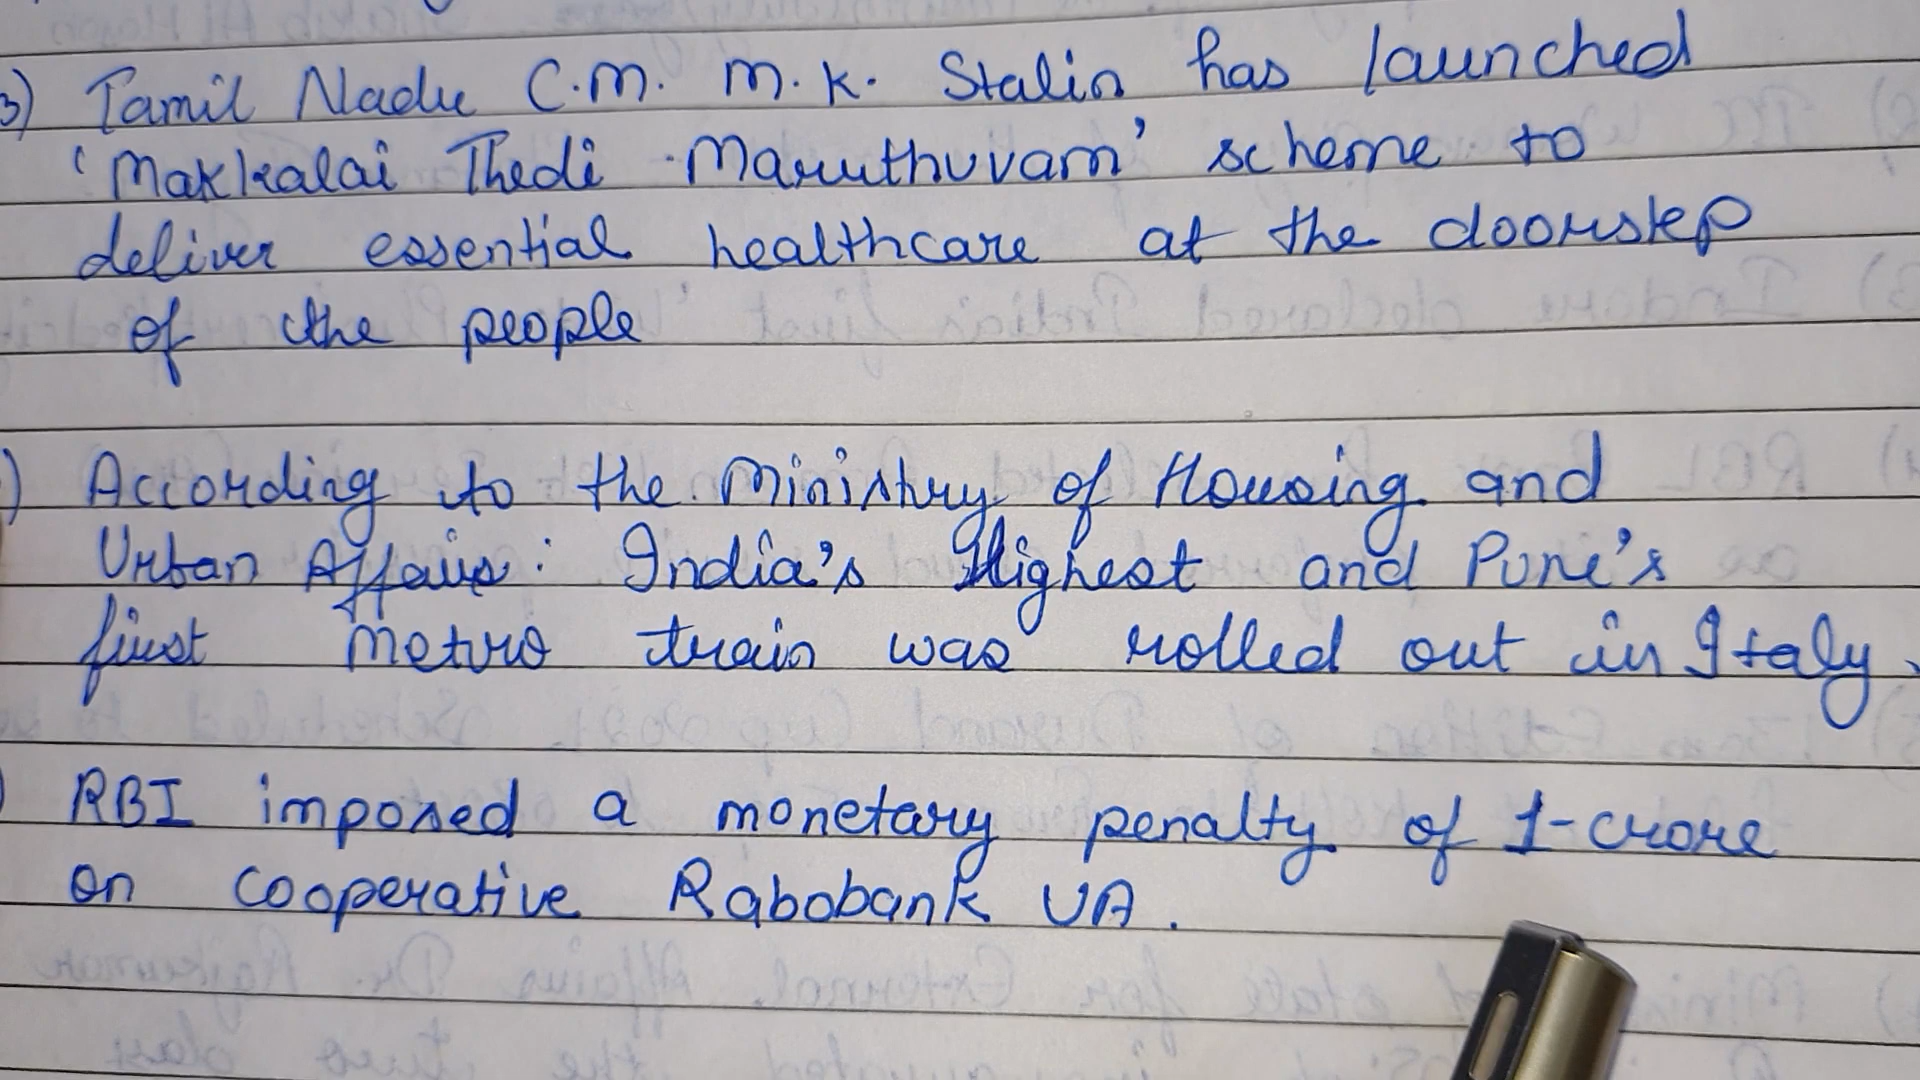 3) Tamil Nadu C.M. M.K. Stalin has launched
'Makkalai Thedi Maruthuvam' scheme to
deliver essential healthcare at the doorstep
of the people
) According to the Ministry of Housing and
Urban Affairs: India's Highest and Pune's
first Metro train was rolled out in Italy.
) RBI imposed a monetary penalty of 1-crore
on cooperative Rabobank UA.